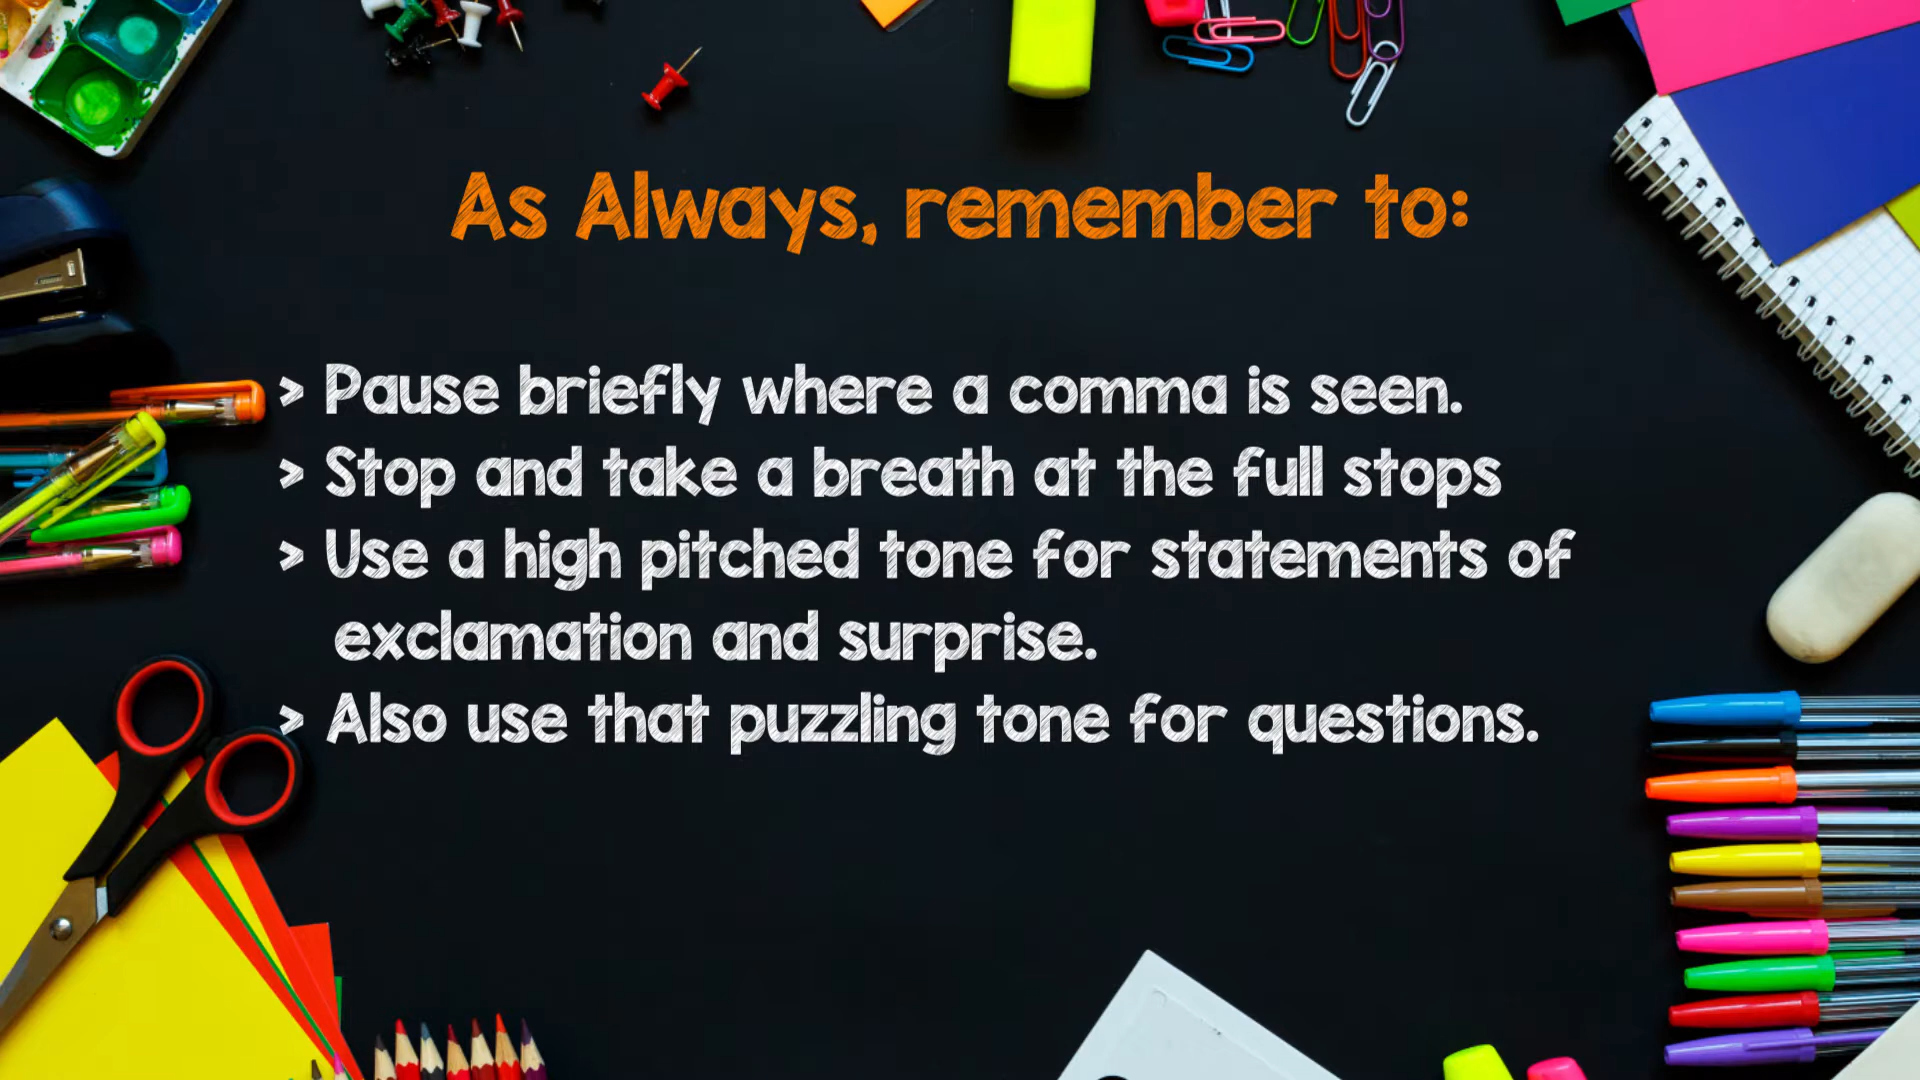 As Always, remember to:
> Pause briefly where a comma is seen.
> Stop and take a breath at the full stops
> Use a high pitched tone for statements of
exclamation and surprise.
> Also use that puzzling tone for questions.